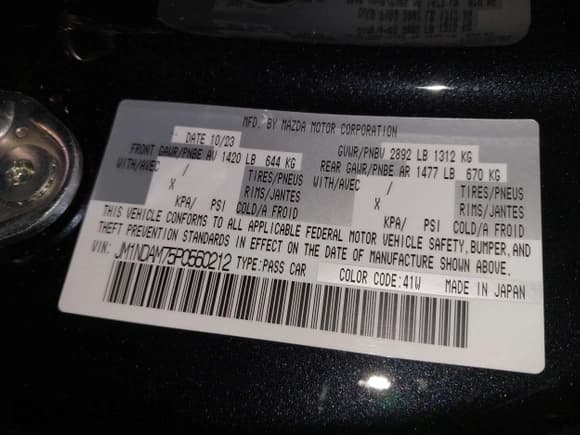 MFD. BY MAZDA MOTOR CORPORATION
DATE 10/23 GVWR/PNBV 2892 LB 1312 KG
FRONT GAWR/PNBE AV 1420 LB 644 KG REAR GAWR/PNBE AR 1477 LB 670 KG
WITH/AVEC / TIRES/PNEUS WITH/AVEC / TIRES/PNEUS
X RIMS/JANTES X RIMS/JANTES
KPA/ PSI COLD/A FROID KPA/ PSI COLD/A FROID
THIS VEHICLE CONFORMS TO ALL APPLICABLE FEDERAL MOTOR VEHICLE SAFETY, BUMPER, AND
THEFT PREVENTION STANDARDS IN EFFECT ON THE DATE OF MANUFACTURE SHOWN ABOVE.
VIN: JM1NDAM75P0560212 TYPE:PASS CAR COLOR CODE:41W MADE IN JAPAN